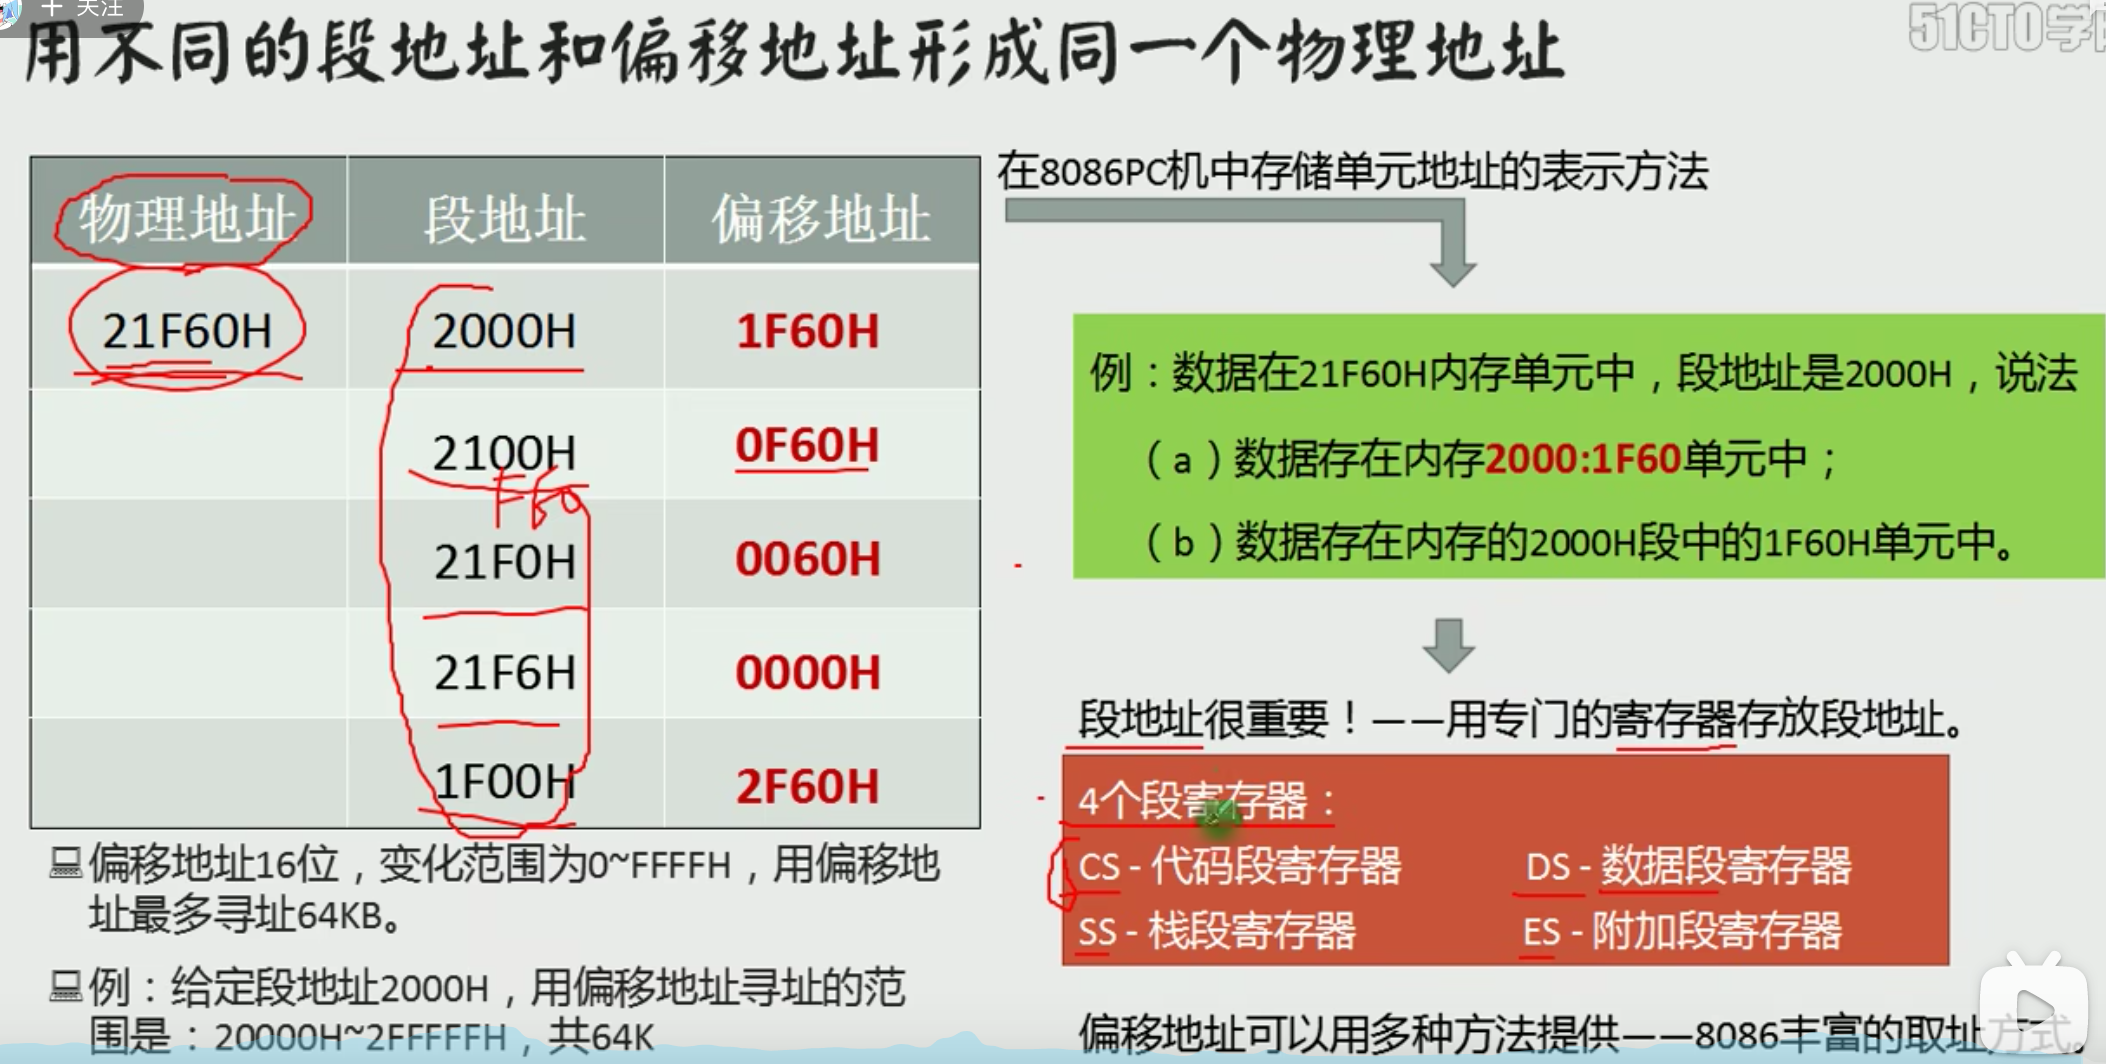 + 关注
51CTO学
用不同的段地址和偏移地址形成同一个物理地址
物理地址 段地址 偏移地址
21F60H 2000H 1F60H
2100H 0F60H
F60
21F0H 0060H
21F6H 0000H
1F00H 2F60H
偏移地址16位，变化范围为0~FFFFH，用偏移地
址最多寻址64KB。
例：给定段地址2000H，用偏移地址寻址的范
围是：20000H~2FFFFFH，共64K
在8086PC机中存储单元地址的表示方法
例：数据在21F60H内存单元中，段地址是2000H，说法
（a）数据存在内存2000:1F60单元中；
（b）数据存在内存的2000H段中的1F60H单元中。
段地址很重要！——用专门的寄存器存放段地址。
4个段寄存器：
CS - 代码段寄存器 DS - 数据段寄存器
SS - 栈段寄存器 ES - 附加段寄存器
偏移地址可以用多种方法提供——8086丰富的取址方式。